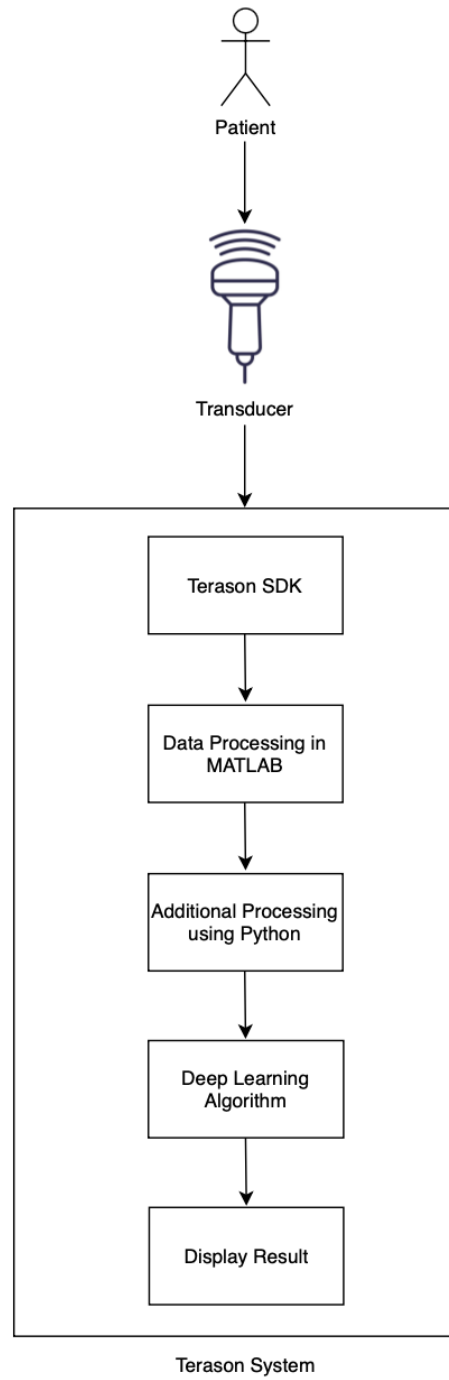 Patient
Transducer
Terason SDK
Data Processing in
MATLAB
Additional Processing
using Python
Deep Learning
Algorithm
Display Result
Terason System